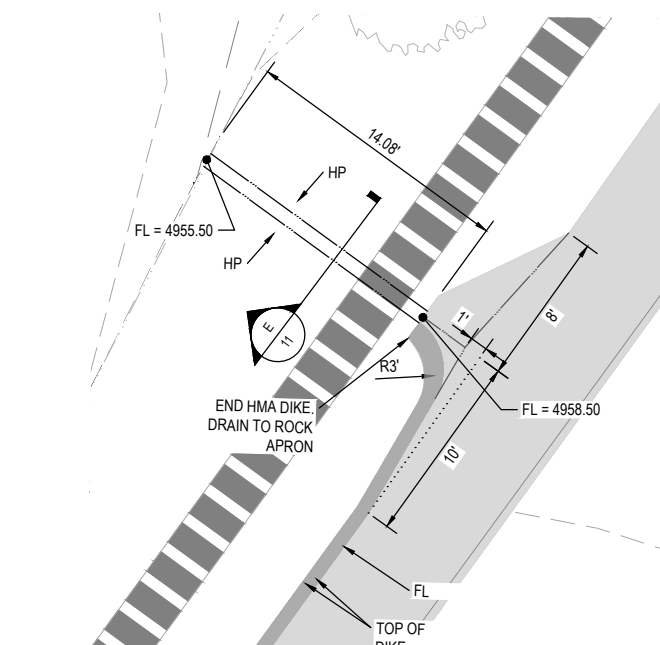 14.08'
HP
FL = 4955.50
HP
E
11
1'
8'
R3'
END HMA DIKE.
DRAIN TO ROCK
APRON
FL = 4958.50
10'
FL
TOP OF
DIKE